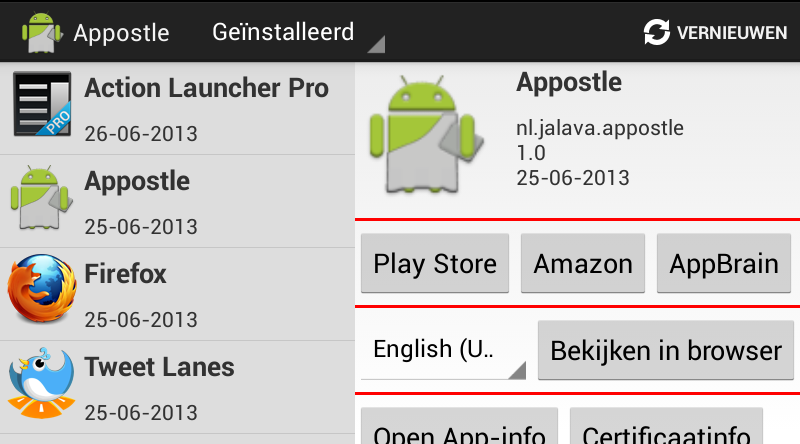 Appostle
Geïnstalleerd
VERNIEUWEN
Action Launcher Pro
PRO
26-06-2013
Appostle
25-06-2013
Firefox
25-06-2013
Tweet Lanes
25-06-2013
Appostle
nl.jalava.appostle
1.0
25-06-2013
Play Store
Amazon
AppBrain
English (U..
Bekijken in browser
Open App-info
Certificaatinfo